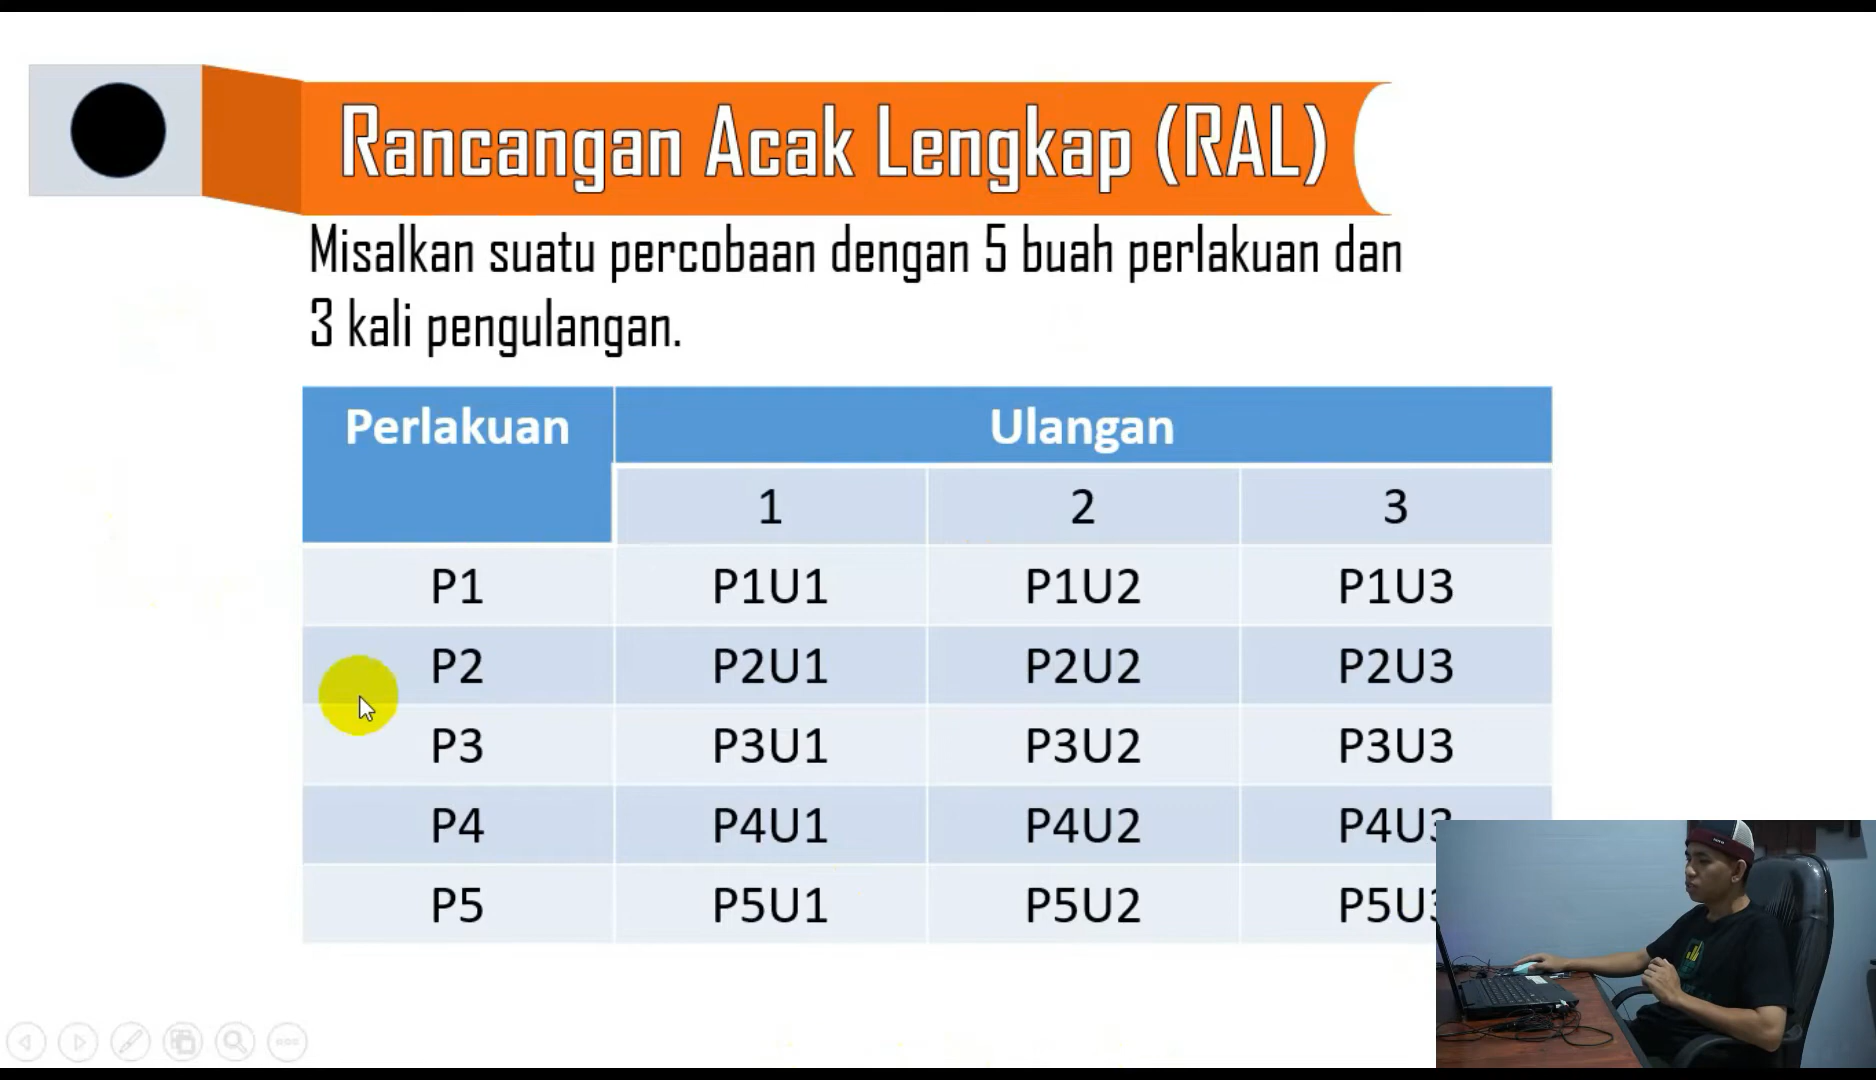 Rancangan Acak Lengkap (RAL)
Misalkan suatu percobaan dengan 5 buah perlakuan dan
3 kali pengulangan.
Perlakuan Ulangan
1 2 3
P1 P1U1 P1U2 P1U3
P2 P2U1 P2U2 P2U3
P3 P3U1 P3U2 P3U3
P4 P4U1 P4U2 P4U3
P5 P5U1 P5U2 P5U3